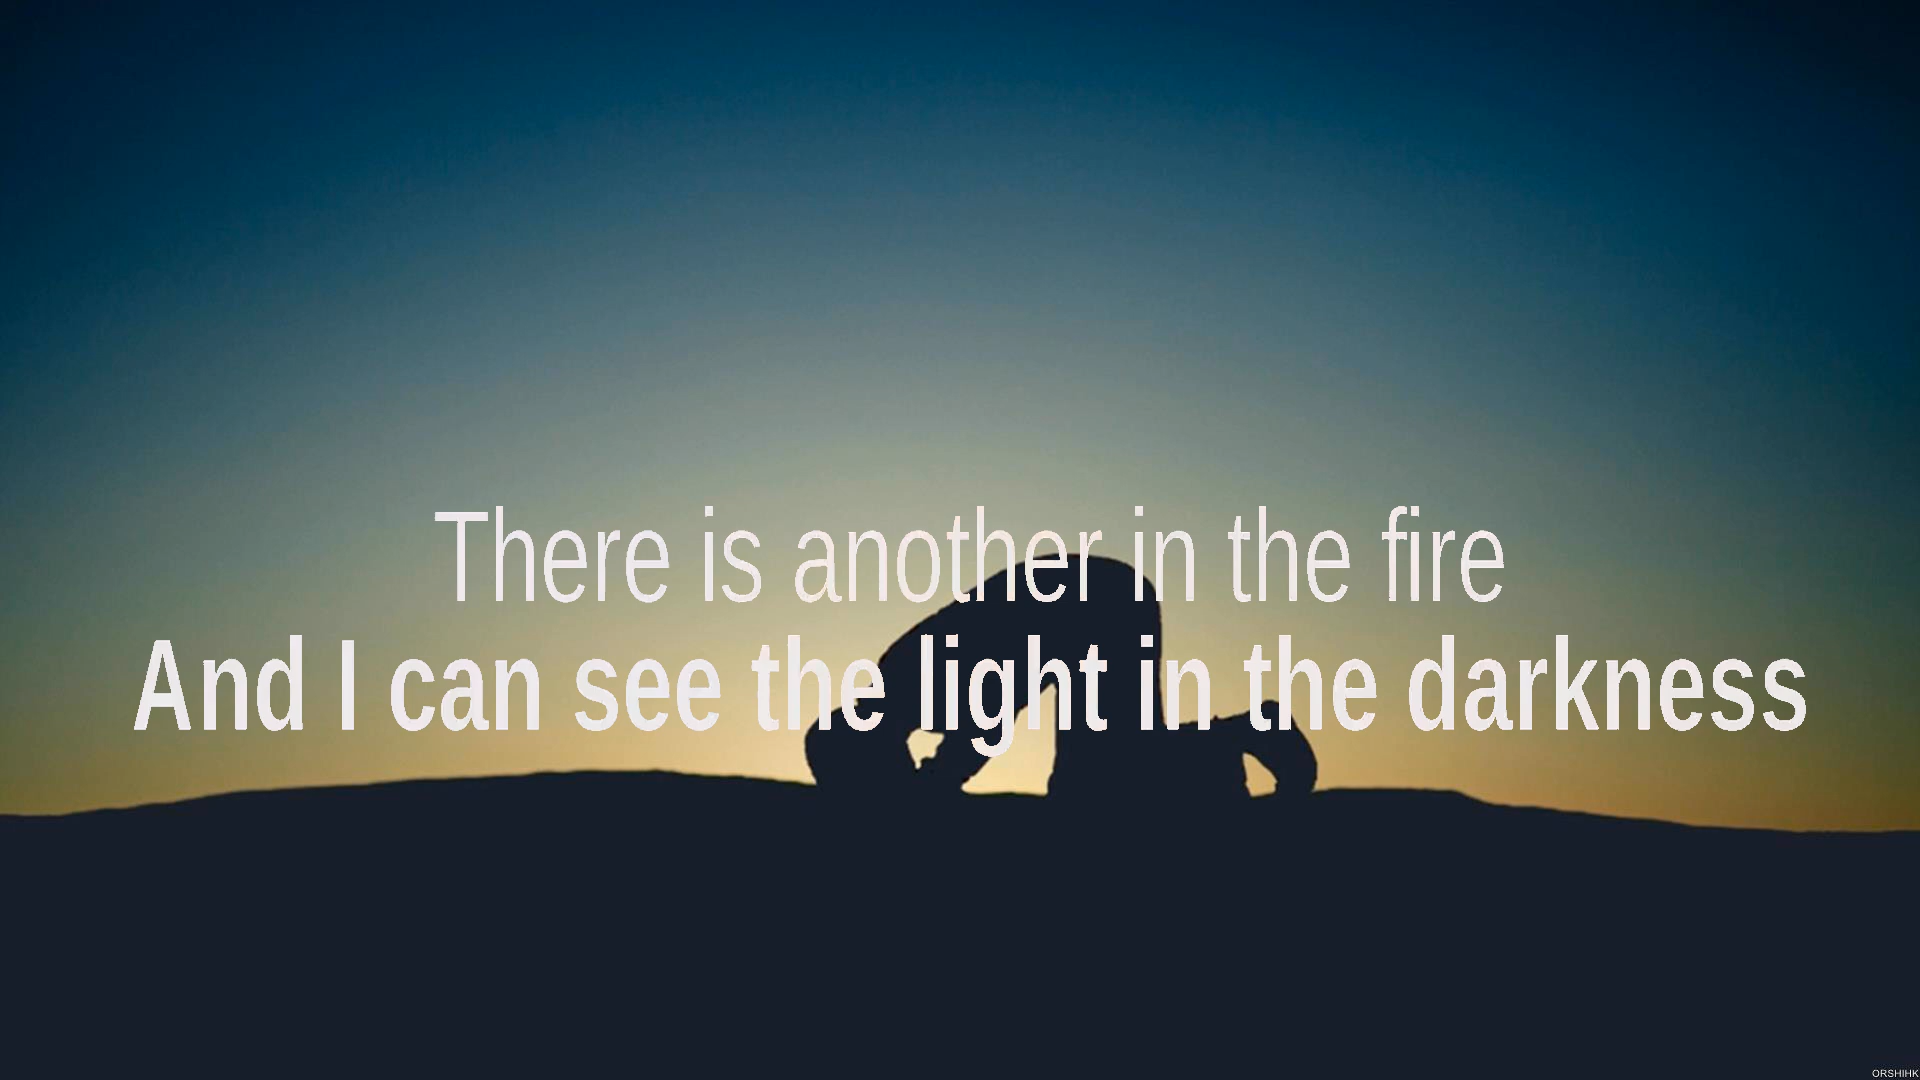 There is another in the fire
And I can see the light in the darkness
ORSHIHK